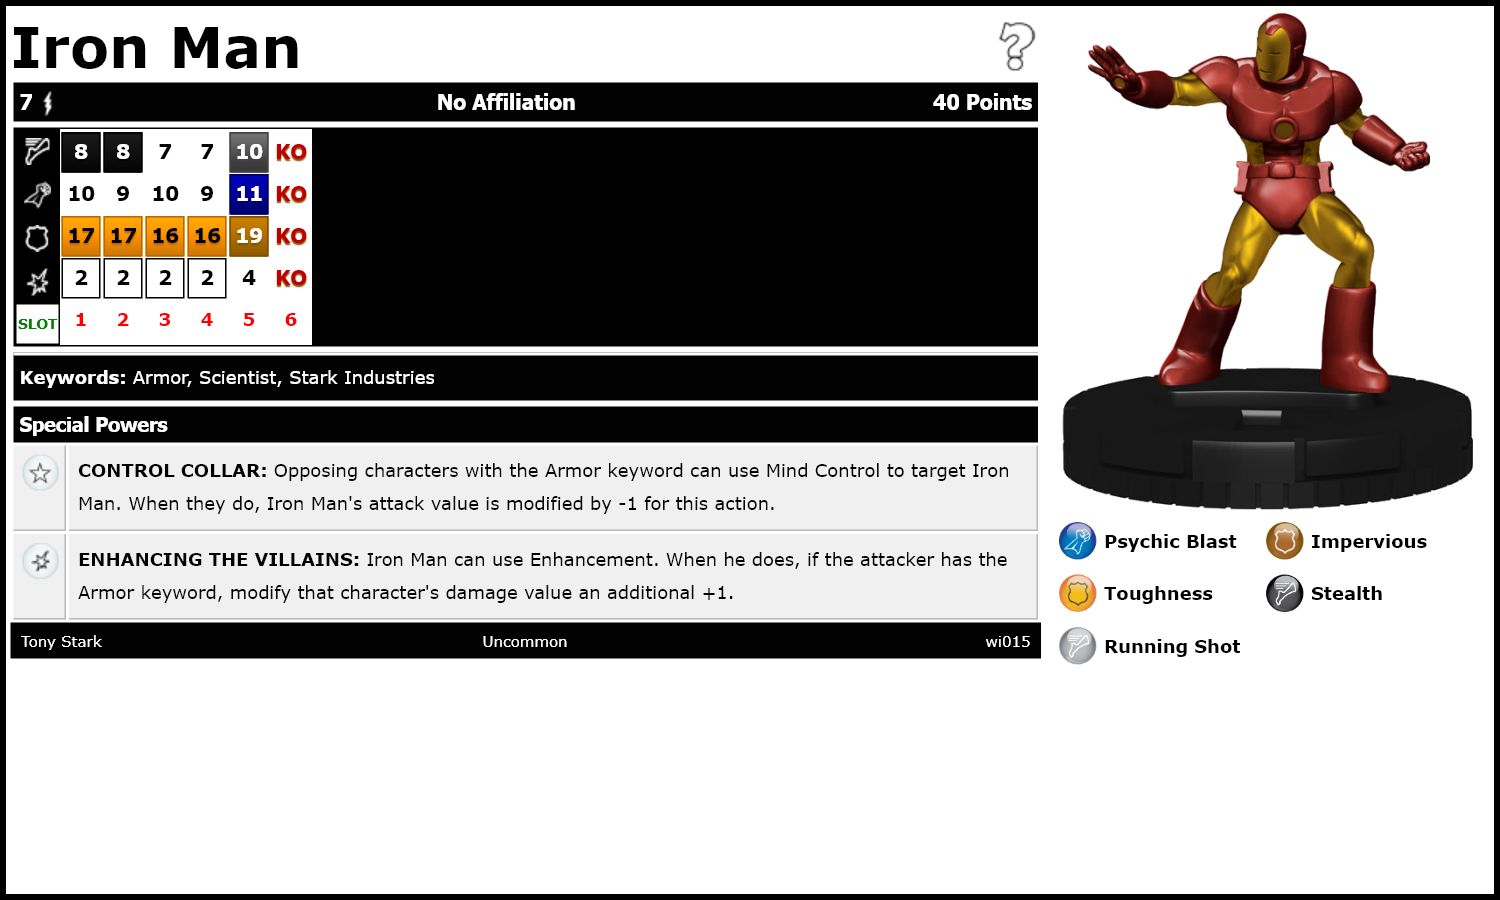 Iron Man
7 No Affiliation 40 Points
8 8 7 7 10 KO
10 9 10 9 11 KO
17 17 16 16 19 KO
2 2 2 2 4 KO
SLOT 1 2 3 4 5 6
Keywords: Armor, Scientist, Stark Industries
Special Powers
CONTROL COLLAR: Opposing characters with the Armor keyword can use Mind Control to target Iron
Man. When they do, Iron Man's attack value is modified by -1 for this action.
ENHANCING THE VILLAINS: Iron Man can use Enhancement. When he does, if the attacker has the
Armor keyword, modify that character's damage value an additional +1.
Tony Stark Uncommon wi015
Psychic Blast Impervious
Toughness Stealth
Running Shot